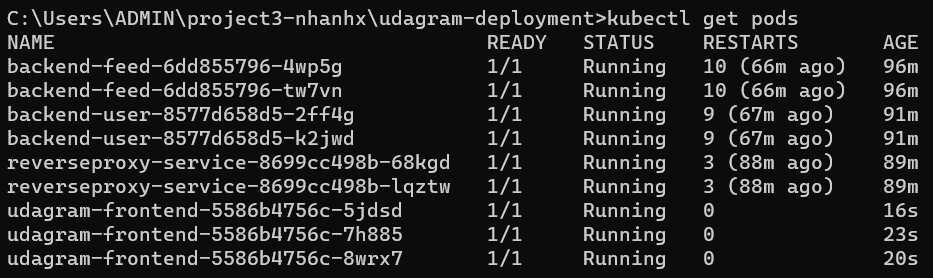 C:\Users\ADMIN\project3-nhanhx\udagram-deployment>kubectl get pods
NAME READY STATUS RESTARTS AGE
backend-feed-6dd855796-4wp5g 1/1 Running 10 (66m ago) 96m
backend-feed-6dd855796-tw7vn 1/1 Running 10 (66m ago) 96m
backend-user-8577d658d5-2ff4g 1/1 Running 9 (67m ago) 91m
backend-user-8577d658d5-k2jwd 1/1 Running 9 (67m ago) 91m
reverseproxy-service-8699cc498b-68kgd 1/1 Running 3 (88m ago) 89m
reverseproxy-service-8699cc498b-lqztw 1/1 Running 3 (88m ago) 89m
udagram-frontend-5586b4756c-5jdsd 1/1 Running 0 16s
udagram-frontend-5586b4756c-7h885 1/1 Running 0 23s
udagram-frontend-5586b4756c-8wrx7 1/1 Running 0 20s